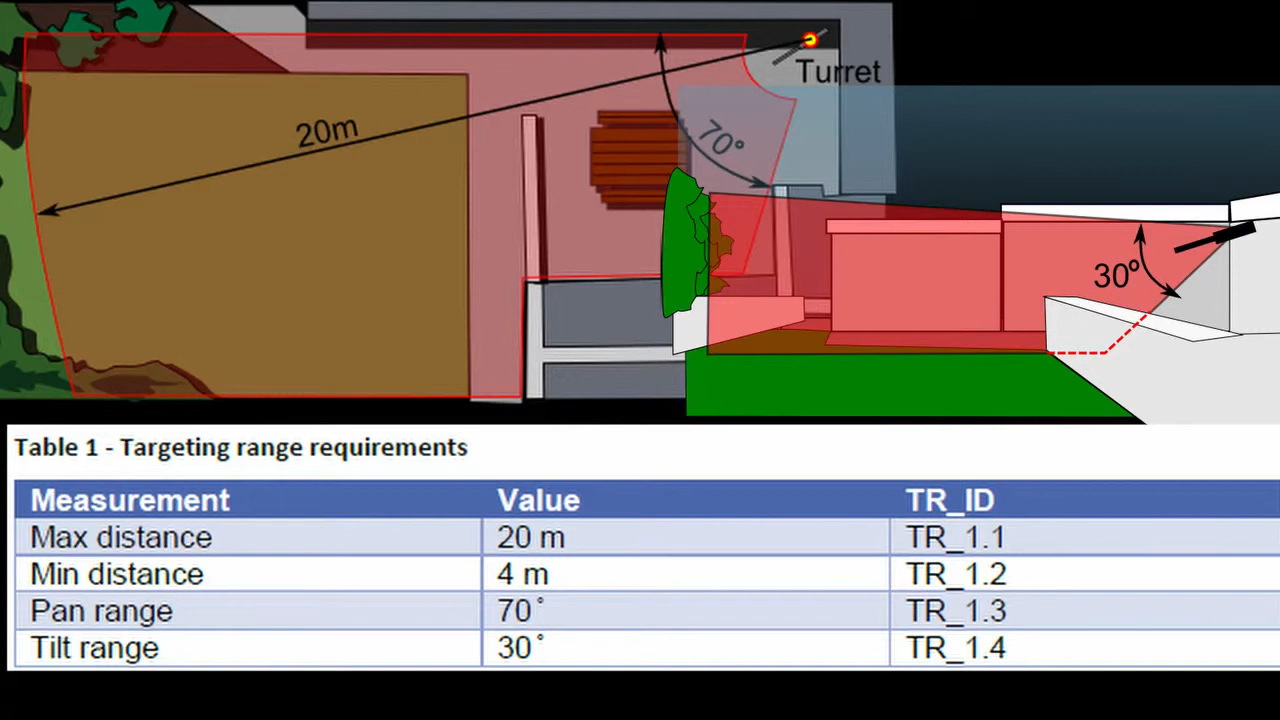 Turret
20m
70°
30º
Table 1 - Targeting range requirements
Measurement Value TR_ID
Max distance 20 m TR_1.1
Min distance 4 m TR_1.2
Pan range 70° TR_1.3
Tilt range 30° TR_1.4